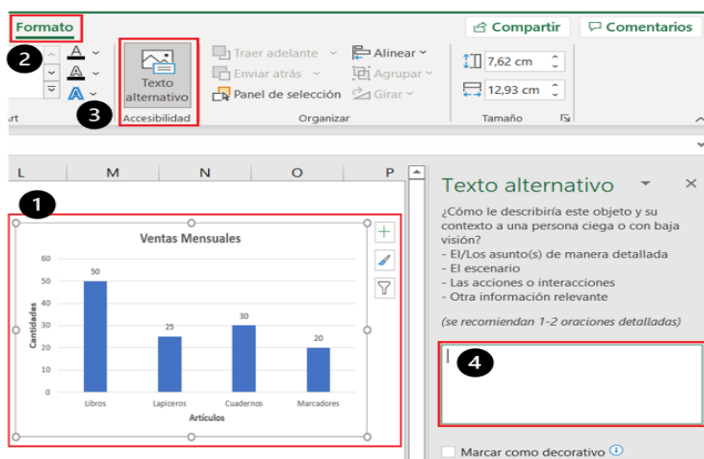 Formato
Compartir
Comentarios
2
A
A
A
3
Texto
alternativo
Accesibilidad
Traer adelante
Enviar atrás
Panel de selección
Alinear
Agrupar
Girar
Organizar
7,62 cm
12,93 cm
Tamaño
L M N O P
1
Ventas Mensuales
Cantidades
60
50
40
30
20
10
0
50
25
30
20
Libros Lapiceros Cuadernos Marcadores
Artículos
Texto alternativo
¿Cómo le describiría este objeto y su
contexto a una persona ciega o con baja
visión?
- El/Los asunto(s) de manera detallada
- El escenario
- Las acciones o interacciones
- Otra información relevante
(se recomiendan 1-2 oraciones detalladas)
4
Marcar como decorativo